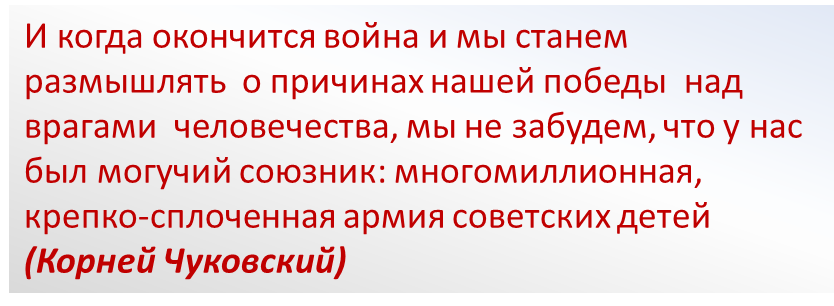 И когда окончится война и мы станем
размышлять о причинах нашей победы над
врагами человечества, мы не забудем, что у нас
был могучий союзник: многомиллионная,
крепко-сплоченная армия советских детей
(Корней Чуковский)